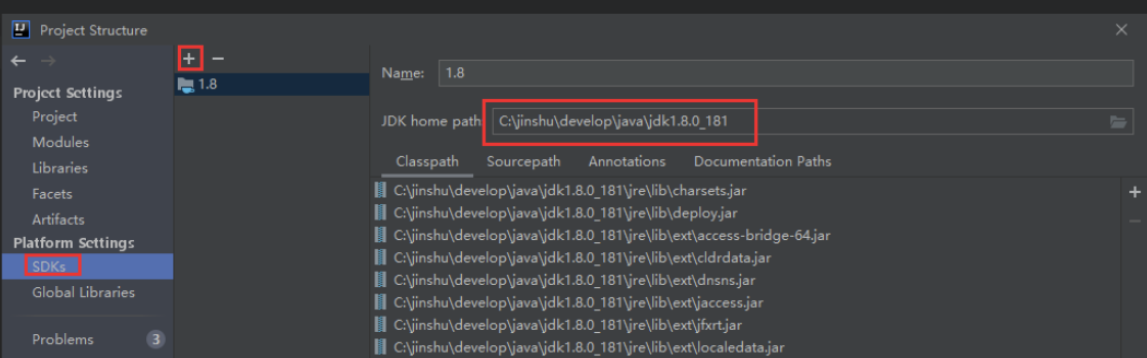 Project Structure
Project Settings
Project
Modules
Libraries
Facets
Artifacts
Platform Settings
SDKs
Global Libraries
Problems 3
1.8
Name: 1.8
JDK home path C:\jinshu\develop\java\jdk1.8.0_181
Classpath Sourcepath Annotations Documentation Paths
C:\jinshu\develop\java\jdk1.8.0_181\jre\lib\charsets.jar
C:\jinshu\develop\java\jdk1.8.0_181\jre\lib\deploy.jar
C:\jinshu\develop\java\jdk1.8.0_181\jre\lib\ext\access-bridge-64.jar
C:\jinshu\develop\java\jdk1.8.0_181\jre\lib\ext\cldrdata.jar
C:\jinshu\develop\java\jdk1.8.0_181\jre\lib\ext\dnsns.jar
C:\jinshu\develop\java\jdk1.8.0_181\jre\lib\ext\jaccess.jar
C:\jinshu\develop\java\jdk1.8.0_181\jre\lib\ext\jfxrt.jar
C:\jinshu\develop\java\jdk1.8.0_181\jre\lib\ext\localedata.jar